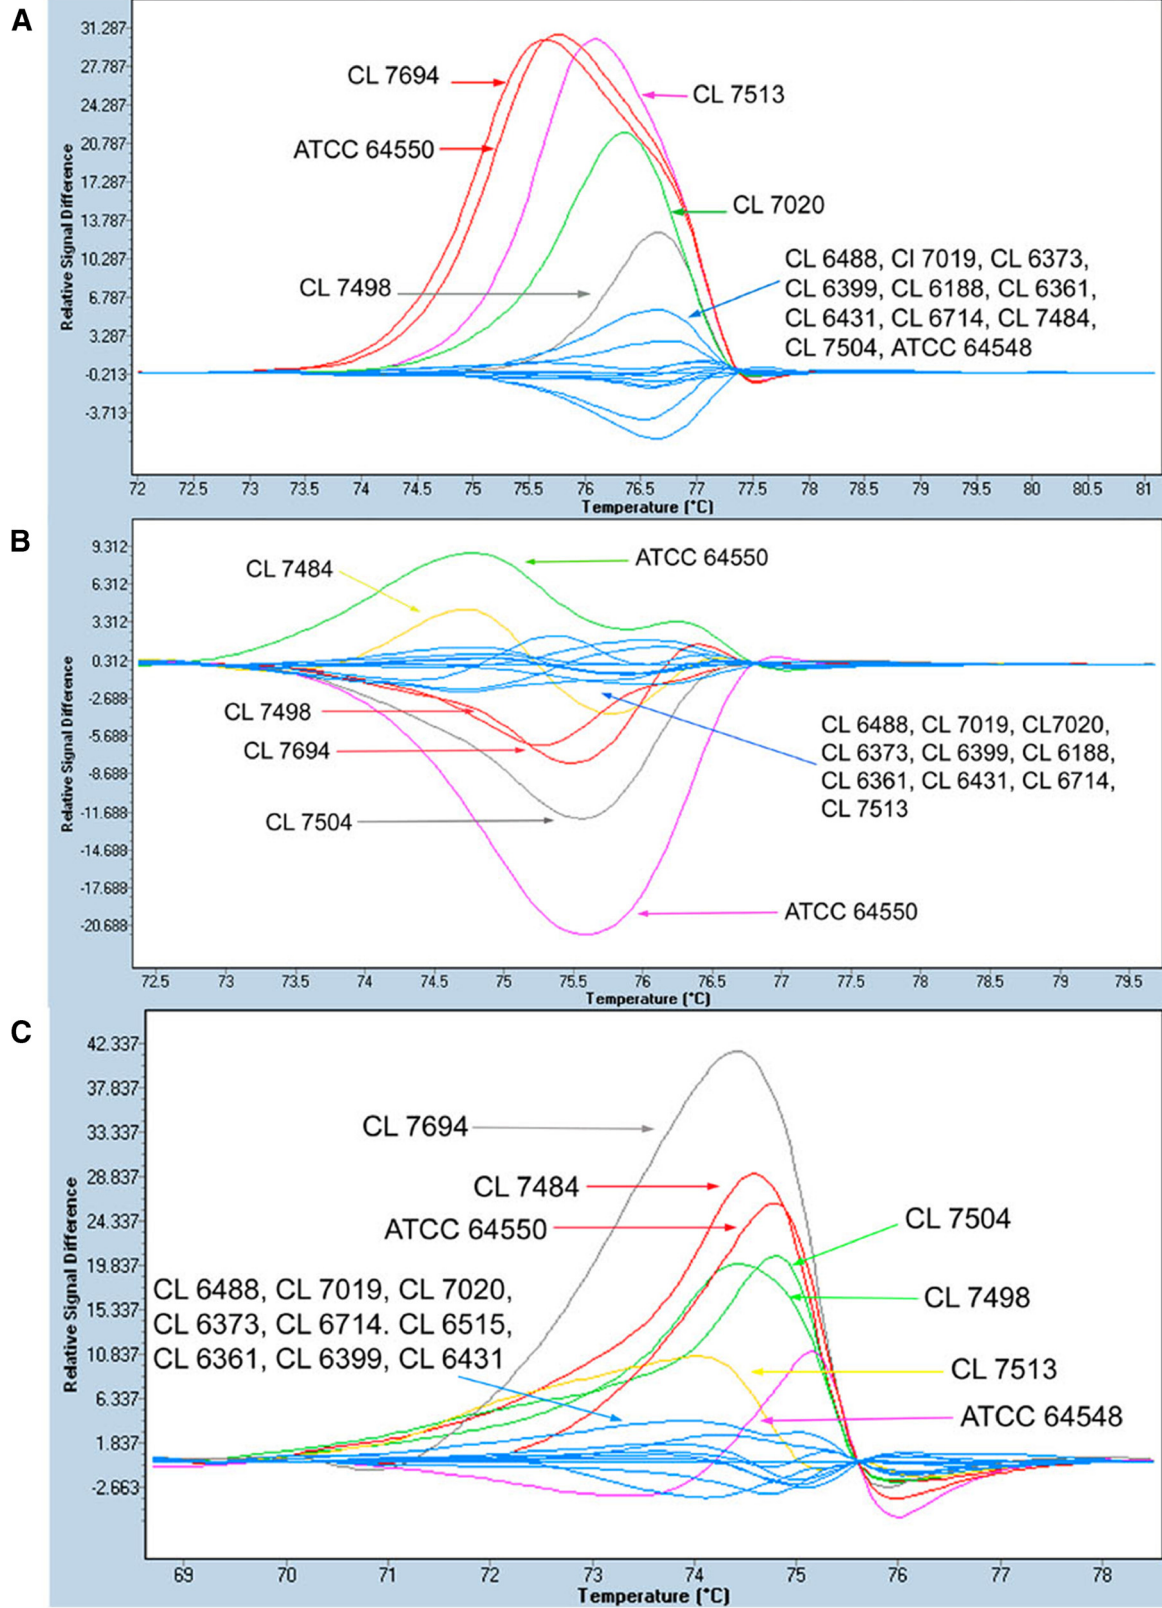 A
31.287
27.787
24.287
20.787
17.287
13.787
10.287
6.787
3.287
-0.213
-3.713
Relative Signal Difference
CL 7694
CL 7513
ATCC 64550
CL 7020
CL 7498
CL 6488, Cl 7019, CL 6373,
CL 6399, CL 6188, CL 6361,
CL 6431, CL 6714, CL 7484,
CL 7504, ATCC 64548
72 72.5 73 73.5 74 74.5 75 75.5 76 76.5 77 77.5 78 78.5 79 79.5 80 80.5 81
Temperature (°C)
B
9.312
6.312
3.312
0.312
-2.688
-5.688
-8.688
-11.688
-14.688
-17.688
-20.688
Relative Signal Difference
CL 7484
ATCC 64550
CL 7498
CL 7694
CL 7504
CL 6488, CL 7019, CL7020,
CL 6373, CL 6399, CL 6188,
CL 6361, CL 6431, CL 6714,
CL 7513
ATCC 64550
72.5 73 73.5 74 74.5 75 75.5 76 76.5 77 77.5 78 78.5 79 79.5
Temperature (°C)
C
42.337
37.837
33.337
28.837
24.337
19.837
15.337
10.837
6.337
1.837
-2.663
Relative Signal Difference
CL 7694
CL 7484
ATCC 64550
CL 7504
CL 7498
CL 6488, CL 7019, CL 7020,
CL 6373, CL 6714. CL 6515,
CL 6361, CL 6399, CL 6431
CL 7513
ATCC 64548
69 70 71 72 73 74 75 76 77 78
Temperature (°C)